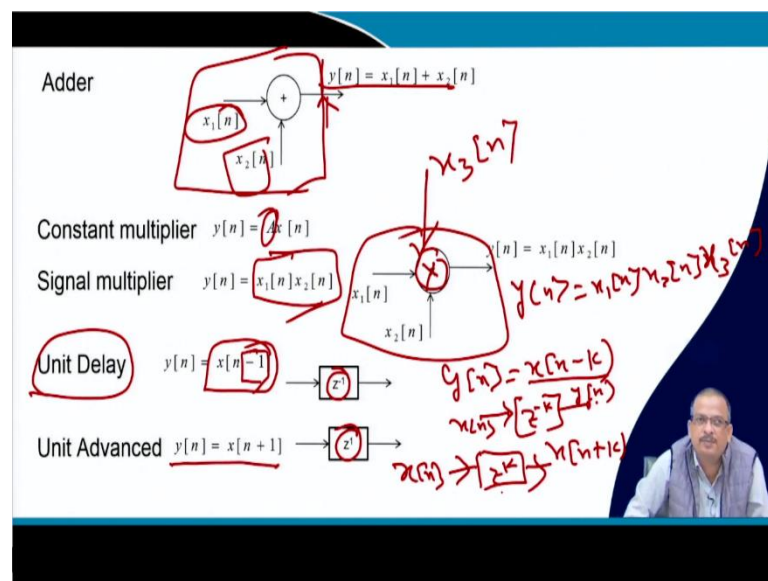 Adder
+
y[n] = x₁[n] + x₂[n]
x₁[n]
x₂[n]
x₃[n]
Constant multiplier y[n] = Ax[n]
Signal multiplier y[n] = x₁[n]x₂[n]
x
y[n] = x₁[n]x₂[n]
x₁[n]
x₂[n]
y[n] = x₁[n] x₂[n] x₃[n]
Unit Delay y[n] = x[n-1]
z⁻¹
y[n] = x[n-k)
x[n] → [z⁻ᵏ] y[n]
Unit Advanced y[n] = x[n+1]
z¹
x[n] → [zᵏ] → x[n+k]